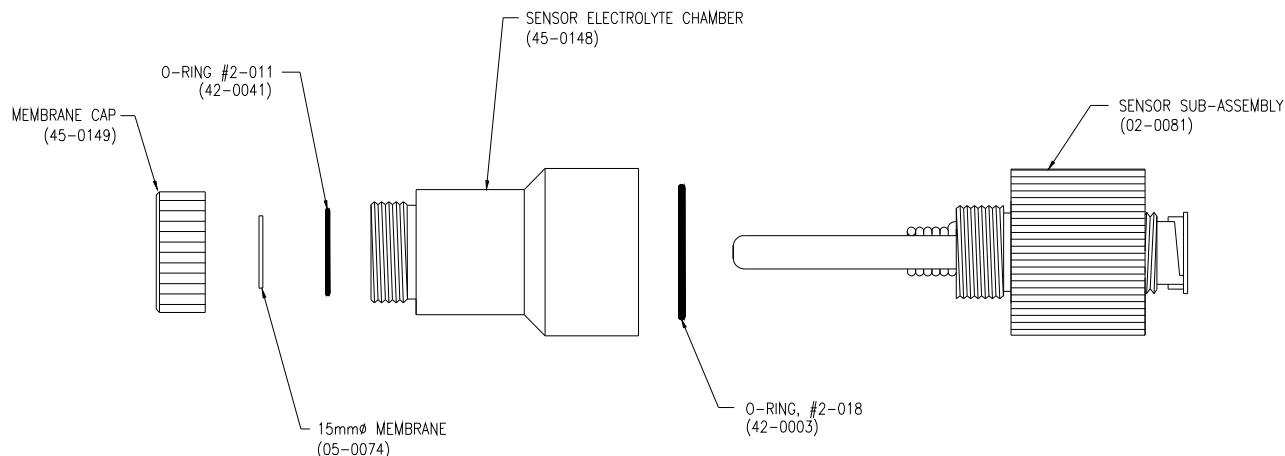 SENSOR ELECTROLYTE CHAMBER
(45-0148)
O-RING #2-011
(42-0041)
MEMBRANE CAP
(45-0149)
SENSOR SUB-ASSEMBLY
(02-0081)
15mmø MEMBRANE
(05-0074)
O-RING, #2-018
(42-0003)